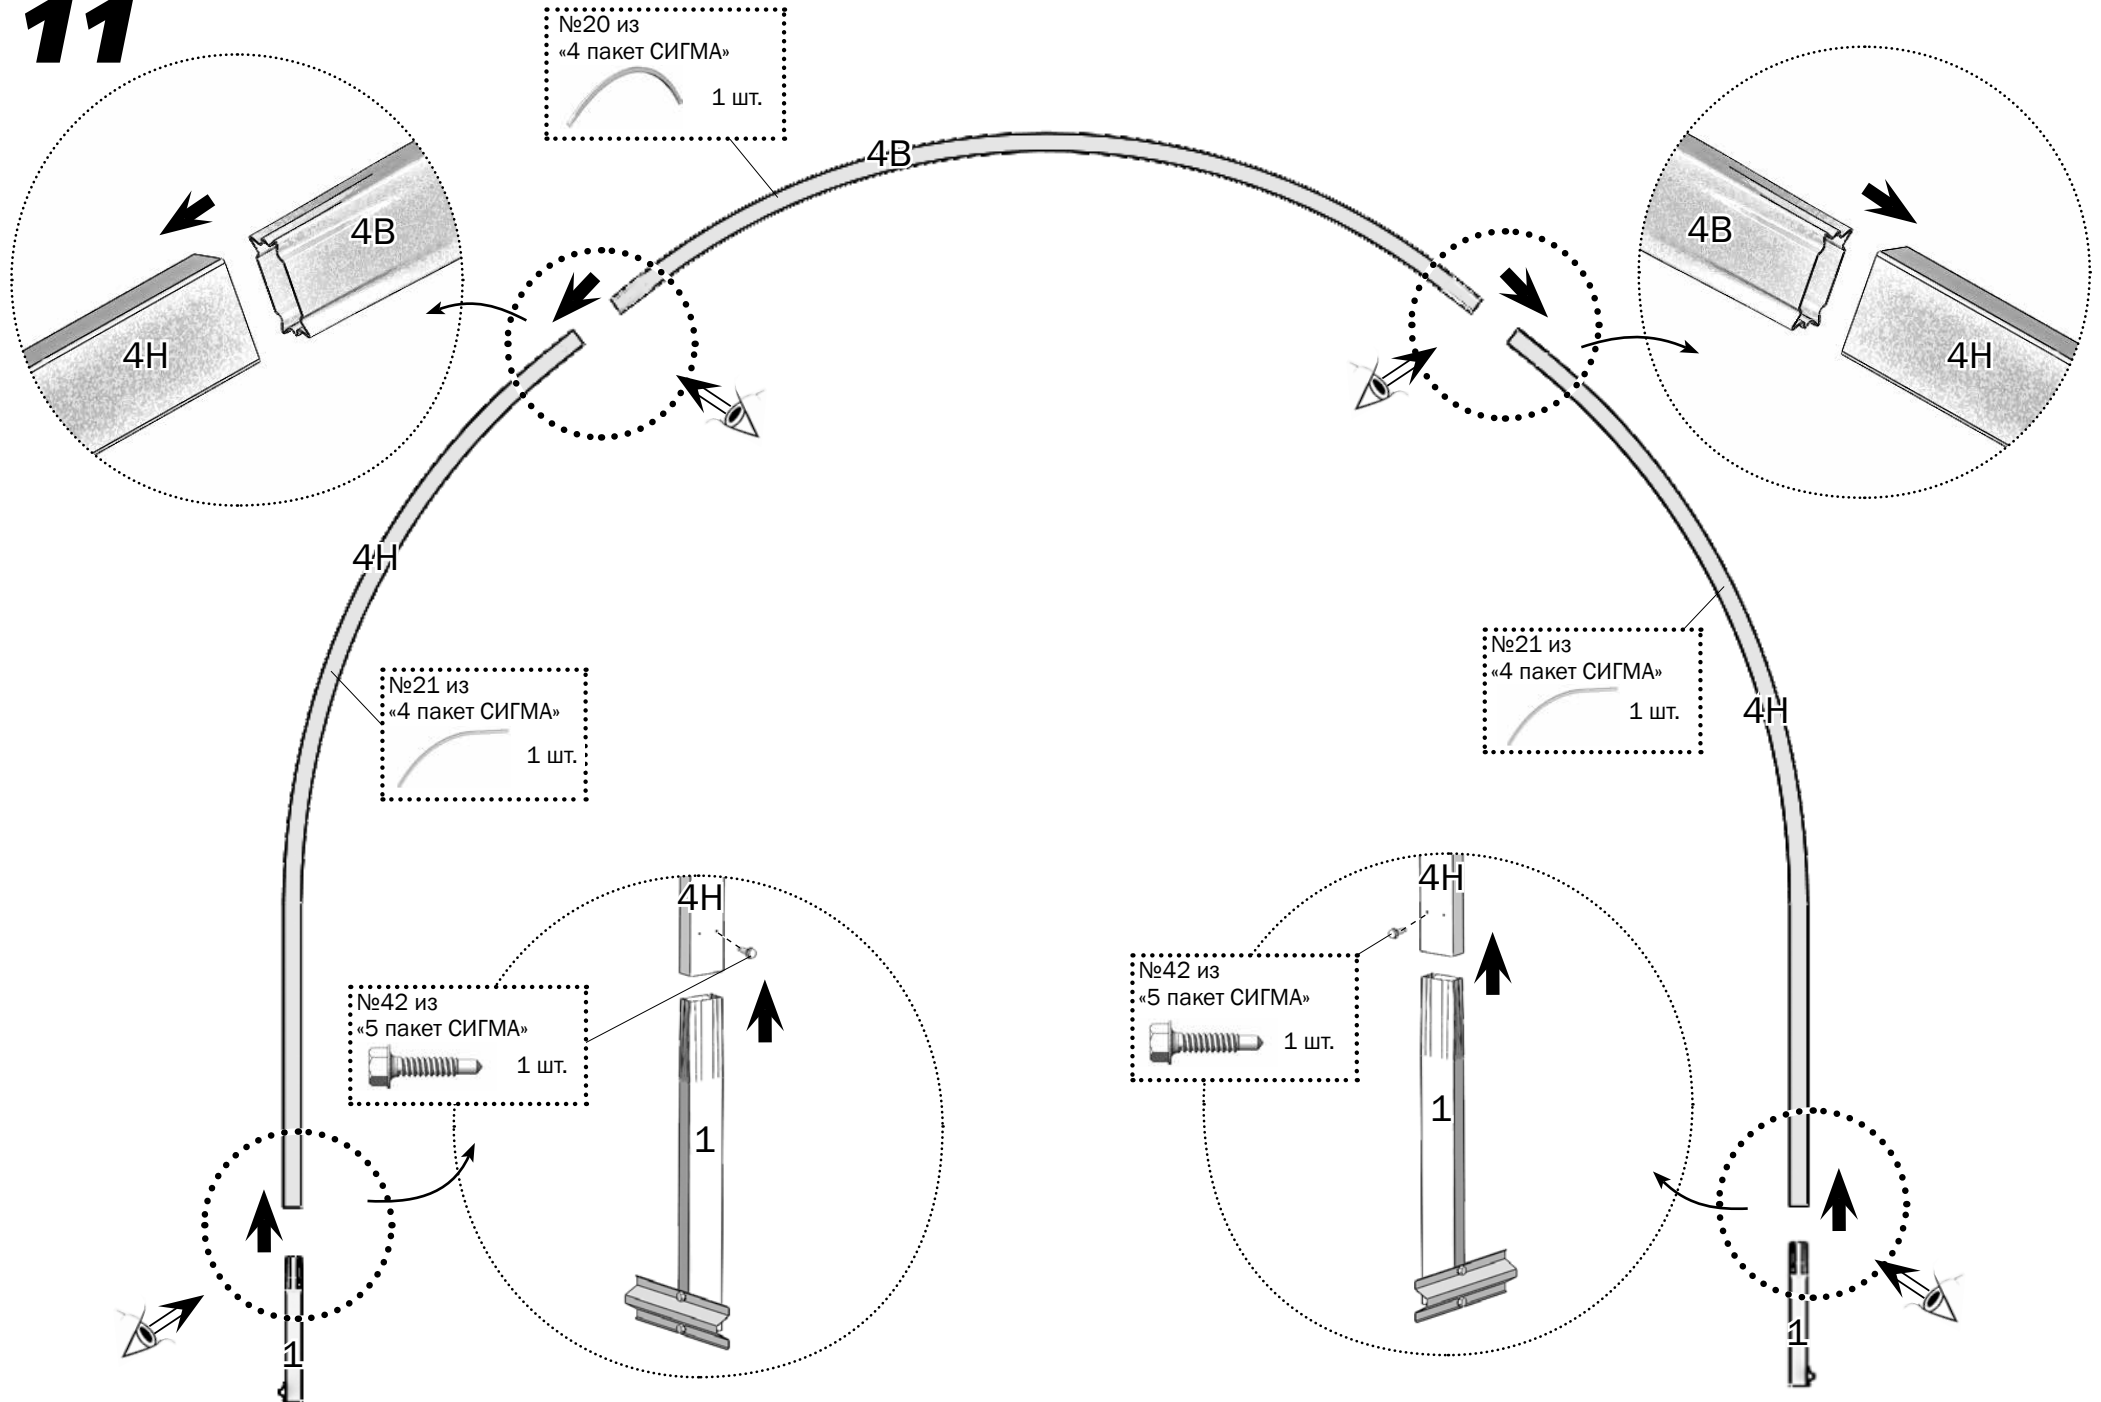 11
№20 из
«4 пакет СИГМА»
1 шт.
4В
4В
4Н
4В
4Н
4Н
№21 из
«4 пакет СИГМА»
1 шт.
№21 из
«4 пакет СИГМА»
1 шт.
4Н
4Н
№42 из
«5 пакет СИГМА»
1 шт.
1
4Н
№42 из
«5 пакет СИГМА»
1 шт.
1
1
1